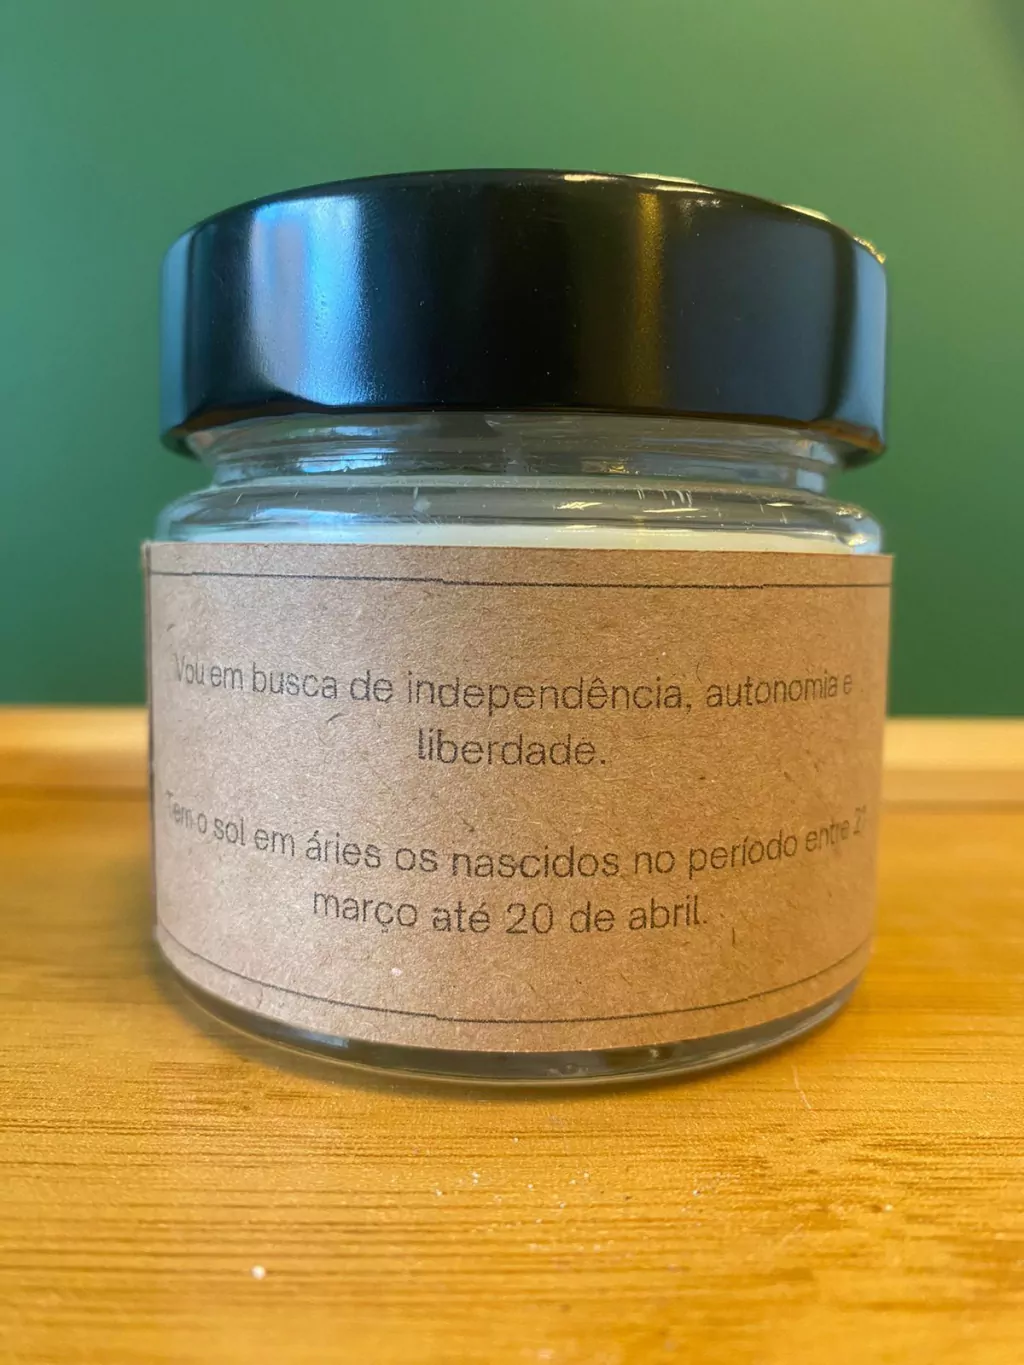 Vou em busca de independência, autonomia e
liberdade.
Tem o sol em áries os nascidos no período entre
março até 20 de abril.